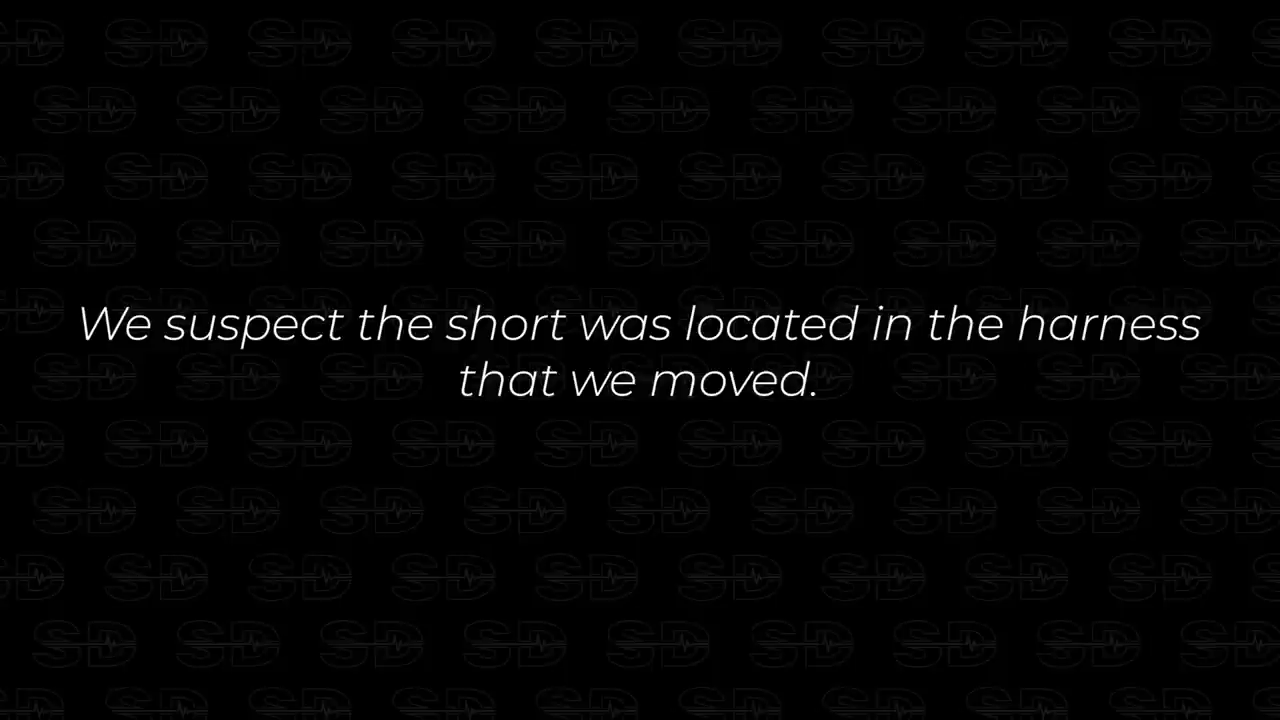 We suspect the short was located in the harness
that we moved.